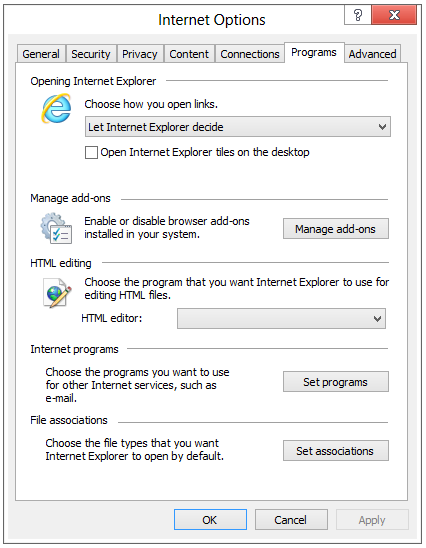 Internet Options
?
General Security Privacy Content Connections Programs Advanced
Opening Internet Explorer
Choose how you open links.
Let Internet Explorer decide
Open Internet Explorer tiles on the desktop
Manage add-ons
Enable or disable browser add-ons
installed in your system.
Manage add-ons
HTML editing
Choose the program that you want Internet Explorer to use for
editing HTML files.
HTML editor:
Internet programs
Choose the programs you want to use
for other Internet services, such as
e-mail.
Set programs
File associations
Choose the file types that you want
Internet Explorer to open by default.
Set associations
OK Cancel Apply